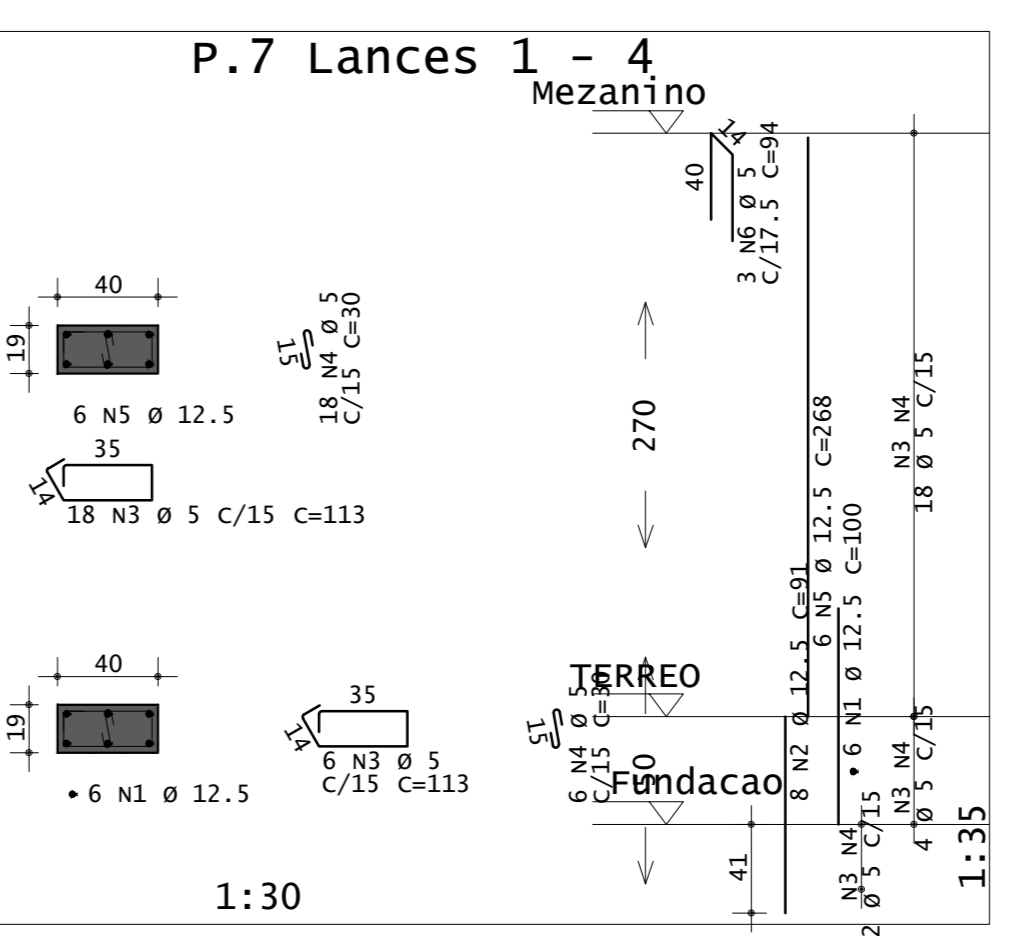 P.7 Lances 1 - 4
Mezanino
14
40
3 N6 Ø 5
C/17.5 C=94
40
19
6 N5 Ø 12.5
15
18 N4 Ø 5
C/15 C=30
35
14
18 N3 Ø 5 C/15 C=113
270
6 N5 Ø 12.5 C=268
N3 N4
18 Ø 5 C/15
40
19
• 6 N1 Ø 12.5
35
14
6 N3 Ø 5
C/15 C=113
15
6 N4 Ø 5
C/15 C=30
TERREO
50
Fundacao
8 N2 Ø 12.5 C=91
• 6 N1 Ø 12.5 C=100
N3 N4
4 Ø 5 C/15
41
N3 N4
2 Ø 5 C/15
1:30
1:35